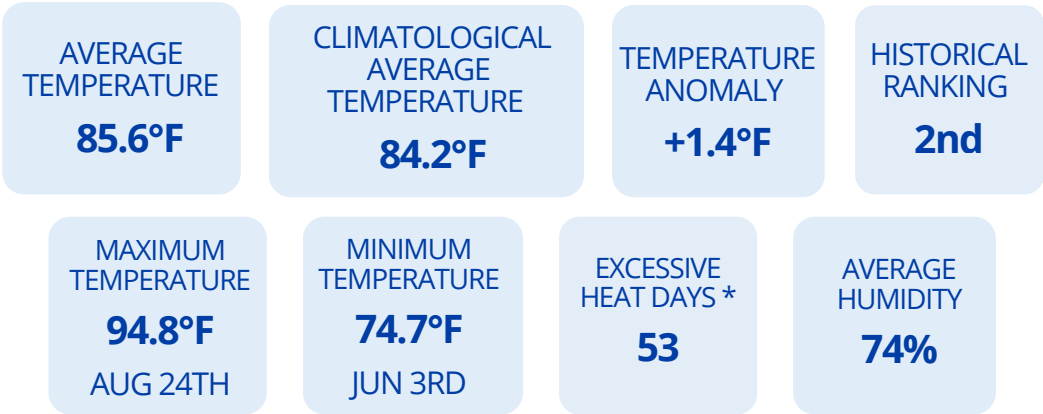 AVERAGE
TEMPERATURE
85.6°F
CLIMATOLOGICAL
AVERAGE
TEMPERATURE
84.2°F
TEMPERATURE
ANOMALY
+1.4°F
HISTORICAL
RANKING
2nd
MAXIMUM
TEMPERATURE
94.8°F
AUG 24TH
MINIMUM
TEMPERATURE
74.7°F
JUN 3RD
EXCESSIVE
HEAT DAYS *
53
AVERAGE
HUMIDITY
74%